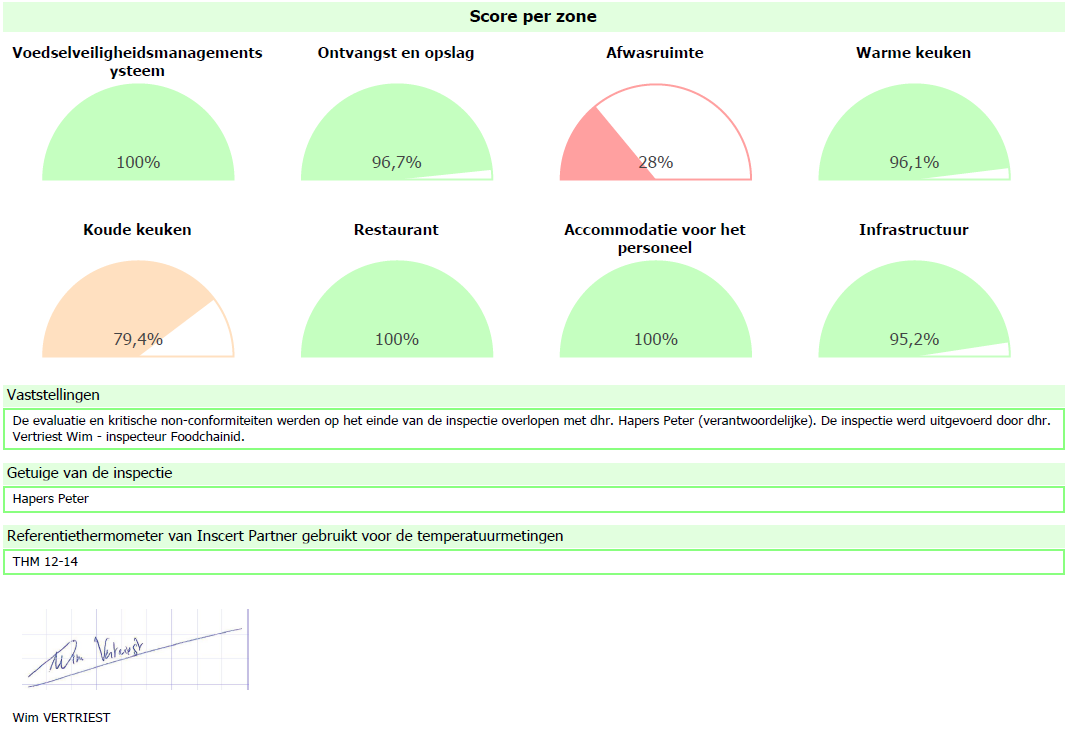 Score per zone
Voedselveiligheidsmanagements
ysteem
Ontvangst en opslag
Afwasruimte
Warme keuken
100%
96,7%
28%
96,1%
Koude keuken
Restaurant
Accommodatie voor het
personeel
Infrastructuur
79,4%
100%
100%
95,2%
Vaststellingen
De evaluatie en kritische non-conformiteiten werden op het einde van de inspectie overlopen met dhr. Hapers Peter (verantwoordelijke). De inspectie werd uitgevoerd door dhr.
Vertriest Wim - inspecteur Foodchainid.
Getuige van de inspectie
Hapers Peter
Referentiethermometer van Inscert Partner gebruikt voor de temperatuurmetingen
THM 12-14
Wim Vertriest
Wim VERTRIEST